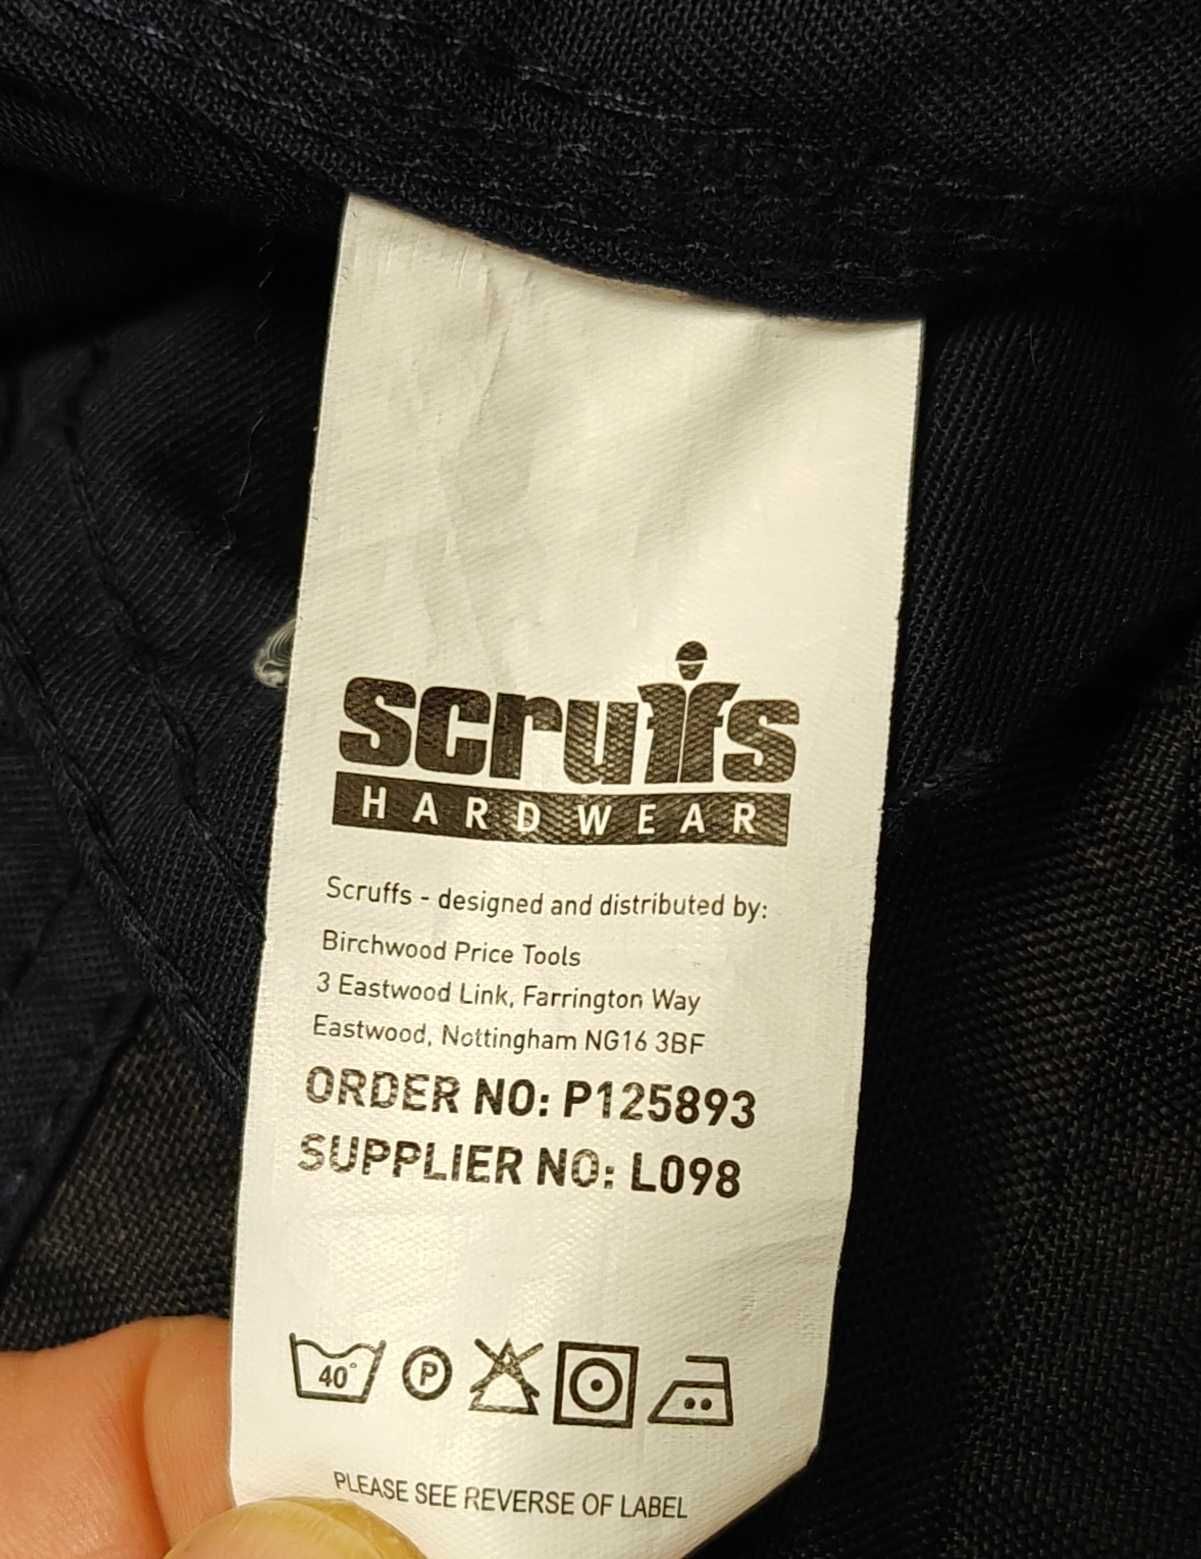 scruffs
HARDWEAR
Scruffs - designed and distributed by:
Birchwood Price Tools
3 Eastwood Link, Farrington Way
Eastwood, Nottingham NG16 3BF
ORDER NO: P125893
SUPPLIER NO: L098
40° P
PLEASE SEE REVERSE OF LABEL